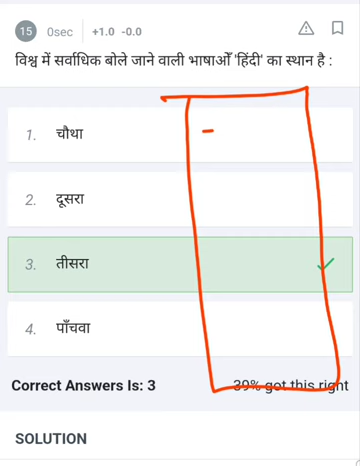 15 0sec +1.0 -0.0
विश्व में सर्वाधिक बोले जाने वाली भाषाओँ 'हिंदी' का स्थान है :
1. चौथा
2. दूसरा
3. तीसरा
4. पाँचवा
Correct Answers Is: 3 39% got this right
SOLUTION